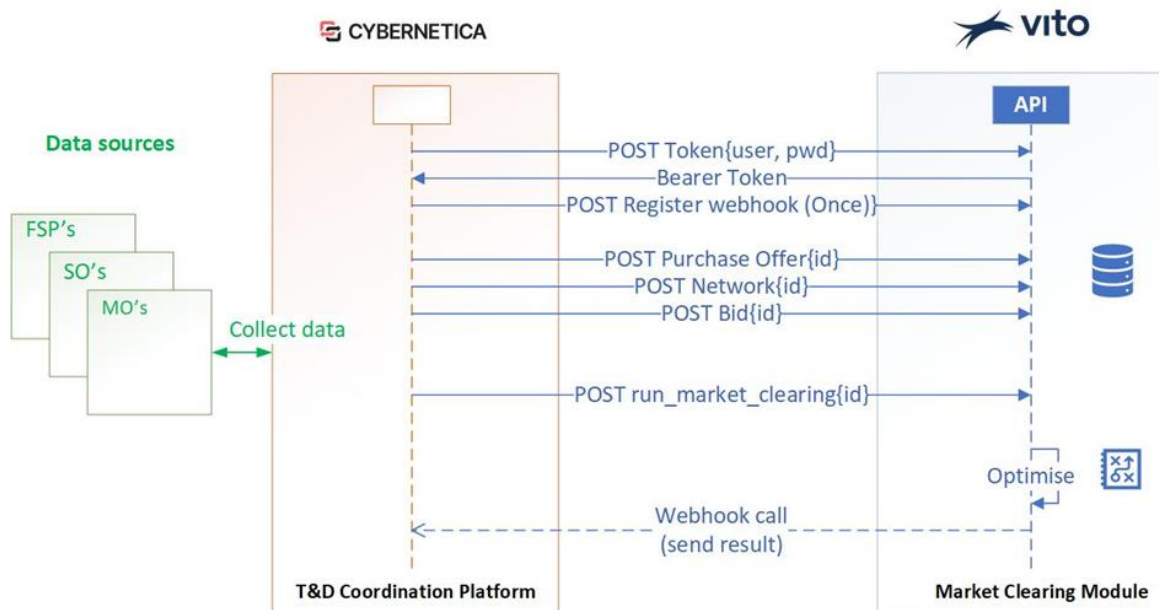 CYBERNETICA
vito
API
Data sources
POST Token{user, pwd}
Bearer Token
POST Register webhook (Once)}
FSP's
SO's
MO's
POST Purchase Offer{id}
POST Network{id}
POST Bid{id}
Collect data
POST run_market_clearing{id}
Optimise
Webhook call
(send result)
T&D Coordination Platform
Market Clearing Module